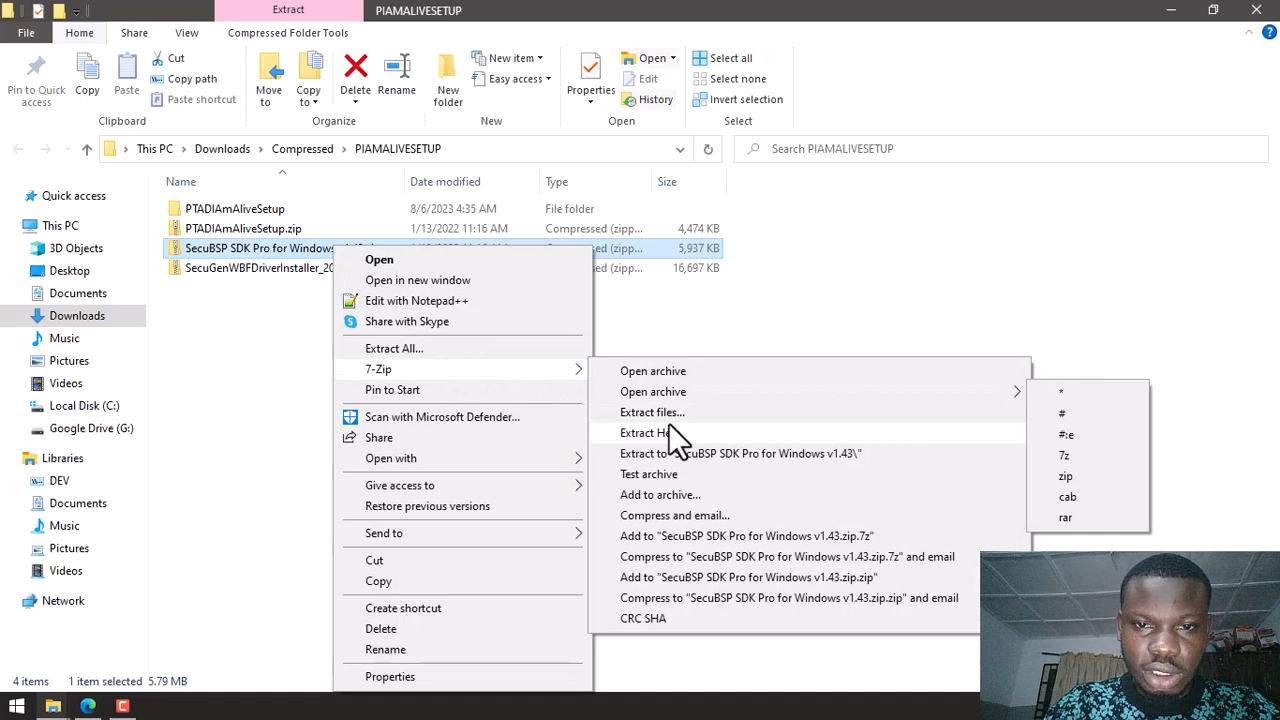 Extract PIAMALIVESETUP
File Home Share View Compressed Folder Tools
Pin to Quick access
Copy
Paste
Cut
Copy path
Paste shortcut
Clipboard
Move to
Copy to
Delete
Rename
Organize
New folder
New item
Easy access
New
Properties
Open
Edit
History
Open
Select all
Select none
Invert selection
Select
This PC Downloads Compressed PIAMALIVESETUP
Search PIAMALIVESETUP
Name Date modified Type Size
PTADIAmAliveSetup 8/6/2023 4:35 AM File folder
PTADIAmAliveSetup.zip 1/13/2022 11:16 AM Compressed (zipp... 4,474 KB
SecuBSP SDK Pro for Windows Compressed (zipp... 5,937 KB
SecuGenWBFDriverInstaller_20 Compressed (zipp... 16,697 KB
Quick access
This PC
3D Objects
Desktop
Documents
Downloads
Music
Pictures
Videos
Local Disk (C:)
Google Drive (G:)
Libraries
DEV
Documents
Music
Pictures
Videos
Network
Open
Open in new window
Edit with Notepad++
Share with Skype
Extract All...
7-Zip
Pin to Start
Scan with Microsoft Defender...
Share
Open with
Give access to
Restore previous versions
Send to
Cut
Copy
Create shortcut
Delete
Rename
Properties
Open archive
Open archive
Extract files...
Extract He
Extract to "SecuBSP SDK Pro for Windows v1.43\"
Test archive
Add to archive...
Compress and email...
Add to "SecuBSP SDK Pro for Windows v1.43.zip.7z"
Compress to "SecuBSP SDK Pro for Windows v1.43.zip.7z" and email
Add to "SecuBSP SDK Pro for Windows v1.43.zip.zip"
Compress to "SecuBSP SDK Pro for Windows v1.43.zip.zip" and email
CRC SHA
*
#
#:e
7z
zip
cab
rar
4 items 1 item selected 5.79 MB